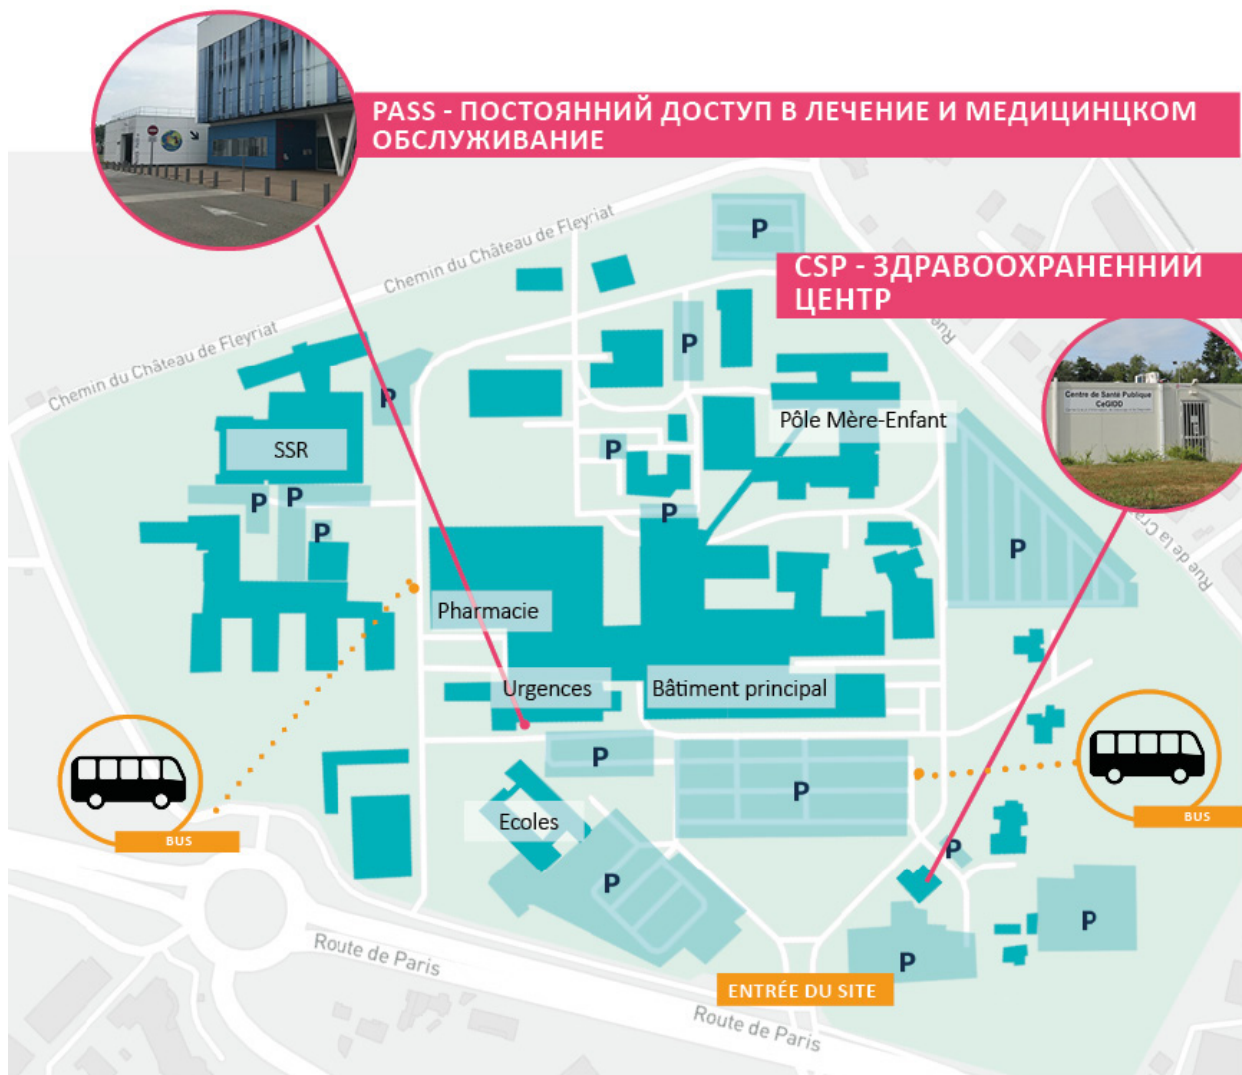 PASS - ПОСТОЯННИЙ ДОСТУП В ЛЕЧЕНИЕ И МЕДИЦИНЦКОМ
ОБСЛУЖИВАНИЕ
Chemin du Château de Fleyriat
P
CSP - ЗДРАВООХРАНЕННИЙ
ЦЕНТР
Rue
Chemin du Château de Fleyriat
P
P
Centre de Santé Publique
CeGIDD
Pôle Mère-Enfant
SSR
P
P
P
P
P
P
Rue de la Cra
Pharmacie
Urgences
Bâtiment principal
P
P
BUS
BUS
Ecoles
P
P
P
P
Route de Paris
P
ENTRÉE DU SITE
Route de Paris